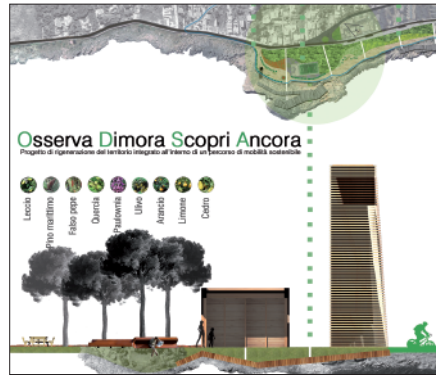 Osserva Dimora Scopri Ancora
Progetto di rigenerazione del territorio integrato all'interno di un percorso di mobilità sostenibile
Leccio
Pino marittimo
Falso pepe
Quercia
Paulownia
Ulivo
Arancio
Limone
Cedro